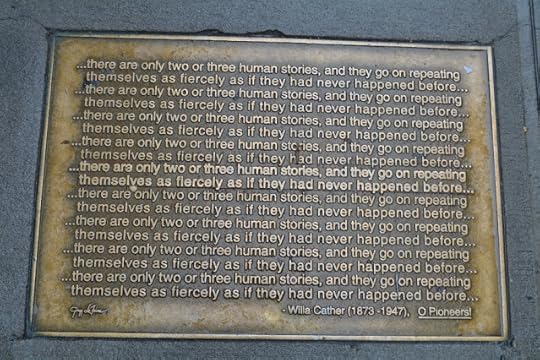 ...there are only two or three human stories, and they go on repeating
themselves as fiercely as if they had never happened before...
...there are only two or three human stories, and they go on repeating
themselves as fiercely as if they had never happened before...
...there are only two or three human stories, and they go on repeating
themselves as fiercely as if they had never happened before...
...there are only two or three human stories, and they go on repeating
themselves as fiercely as if they had never happened before...
...there are only two or three human stories, and they go on repeating
themselves as fiercely as if they had never happened before...
...there are only two or three human stories, and they go on repeating
themselves as fiercely as if they had never happened before...
...there are only two or three human stories, and they go on repeating
themselves as fiercely as if they had never happened before...
...there are only two or three human stories, and they go on repeating
themselves as fiercely as if they had never happened before...
...there are only two or three human stories, and they go on repeating
themselves as fiercely as if they had never happened before...
- Willa Cather (1873 -1947), O Pioneers!